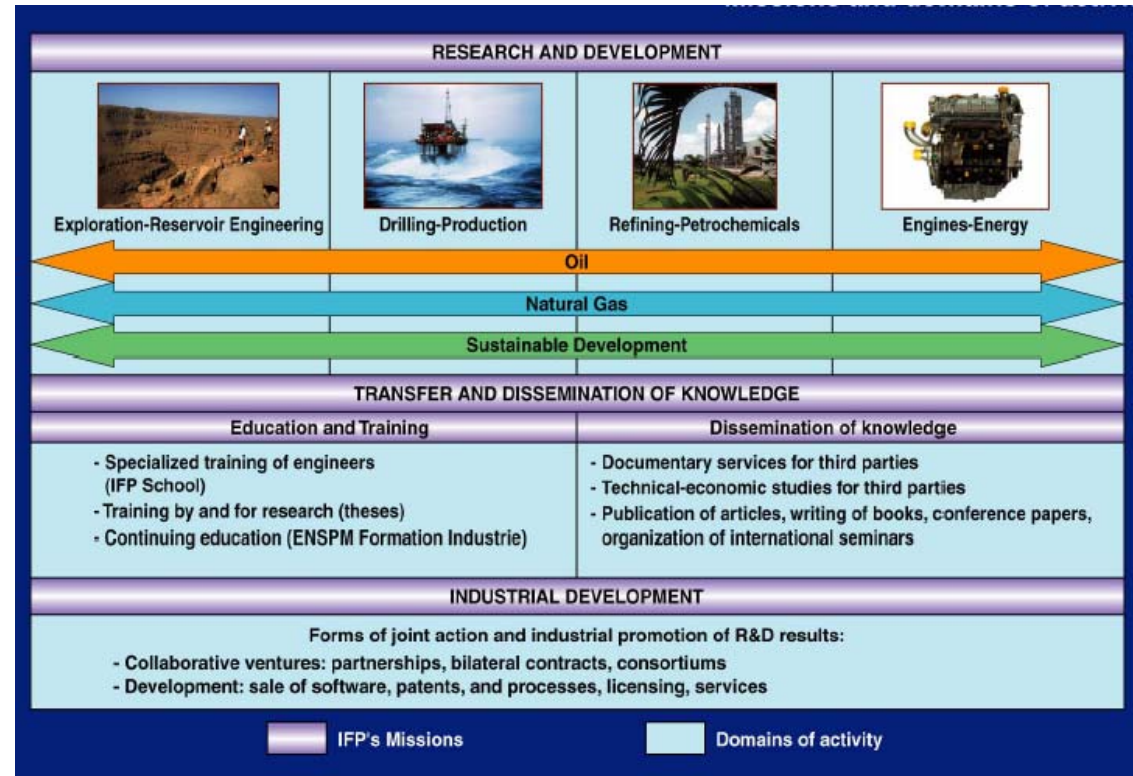 Missions and domains of activi
RESEARCH AND DEVELOPMENT
Exploration-Reservoir Engineering
Drilling-Production
Refining-Petrochemicals
Engines-Energy
Oil
Natural Gas
Sustainable Development
TRANSFER AND DISSEMINATION OF KNOWLEDGE
Education and Training
- Specialized training of engineers
(IFP School)
- Training by and for research (theses)
- Continuing education (ENSPM Formation Industrie)
Dissemination of knowledge
- Documentary services for third parties
- Technical-economic studies for third parties
- Publication of articles, writing of books, conference papers,
organization of international seminars
INDUSTRIAL DEVELOPMENT
Forms of joint action and industrial promotion of R&D results:
- Collaborative ventures: partnerships, bilateral contracts, consortiums
- Development: sale of software, patents, and processes, licensing, services
IFP's Missions
Domains of activity